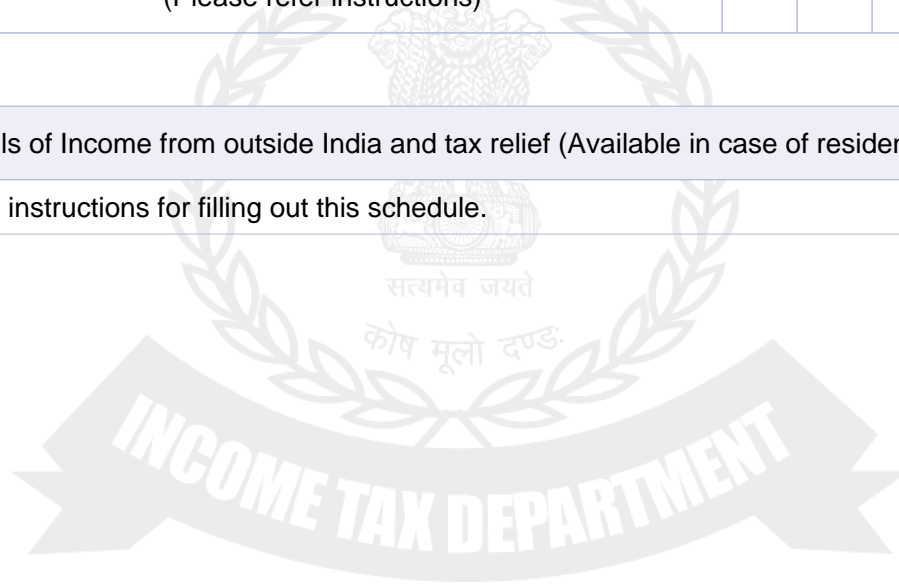 (Please refer instructions)
ls of Income from outside India and tax relief (Available in case of resider
instructions for filling out this schedule.
सत्यमेव जयते
कोष मूलो दण्डः
INCOME TAX DEPARTMENT